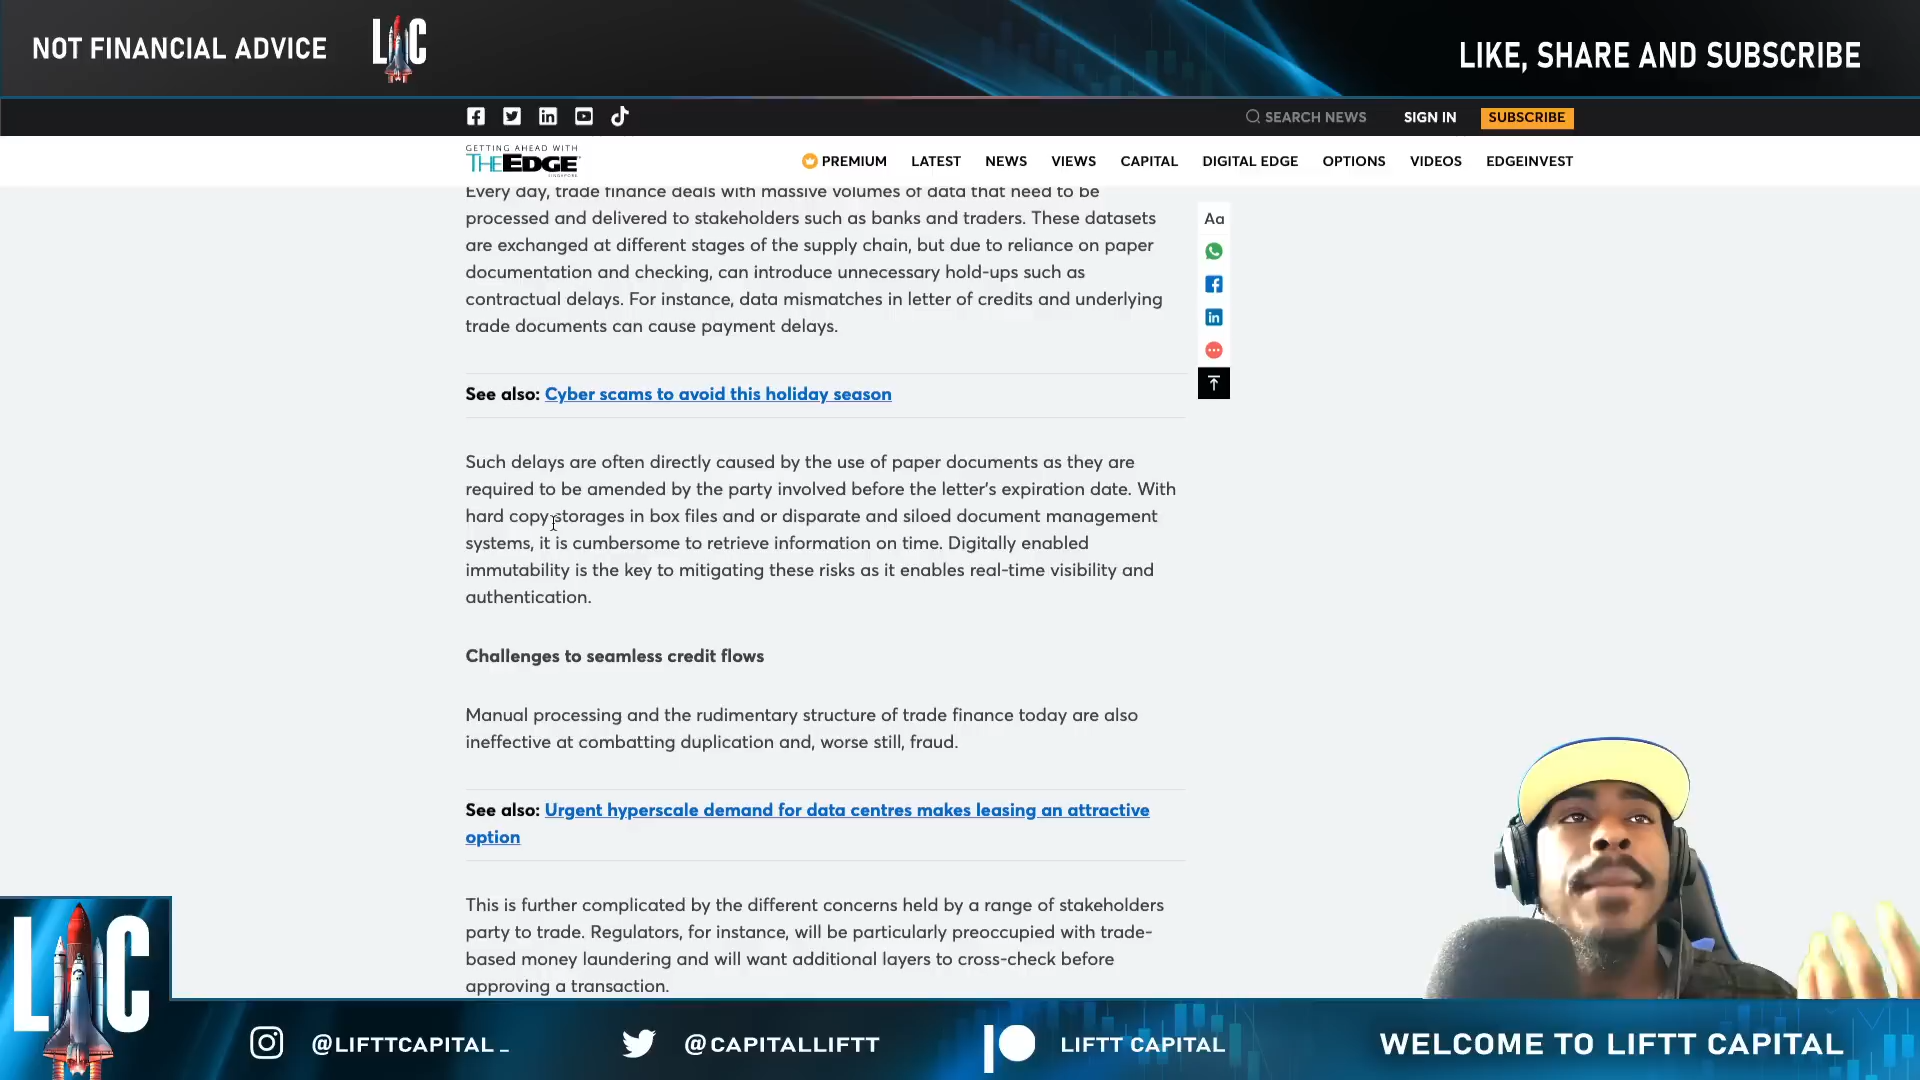 NOT FINANCIAL ADVICE
LC
LIKE, SHARE AND SUBSCRIBE
SEARCH NEWS
SIGN IN
SUBSCRIBE
GETTING AHEAD WITH
THEEDGE
SINGAPORE
PREMIUM
LATEST
NEWS
VIEWS
CAPITAL
DIGITAL EDGE
OPTIONS
VIDEOS
EDGEINVEST
Every day, trade finance deals with massive volumes of data that need to be
processed and delivered to stakeholders such as banks and traders. These datasets
are exchanged at different stages of the supply chain, but due to reliance on paper
documentation and checking, can introduce unnecessary hold-ups such as
contractual delays. For instance, data mismatches in letter of credits and underlying
trade documents can cause payment delays.
Aa
See also: Cyber scams to avoid this holiday season
Such delays are often directly caused by the use of paper documents as they are
required to be amended by the party involved before the letter's expiration date. With
hard copy storages in box files and or disparate and siloed document management
systems, it is cumbersome to retrieve information on time. Digitally enabled
immutability is the key to mitigating these risks as it enables real-time visibility and
authentication.
Challenges to seamless credit flows
Manual processing and the rudimentary structure of trade finance today are also
ineffective at combatting duplication and, worse still, fraud.
See also: Urgent hyperscale demand for data centres makes leasing an attractive
option
This is further complicated by the different concerns held by a range of stakeholders
party to trade. Regulators, for instance, will be particularly preoccupied with trade-
based money laundering and will want additional layers to cross-check before
approving a transaction.
LC
@LIFTTCAPITAL_
@CAPITALLIFTT
LIFTT CAPITAL
WELCOME TO LIFTT CAPITAL